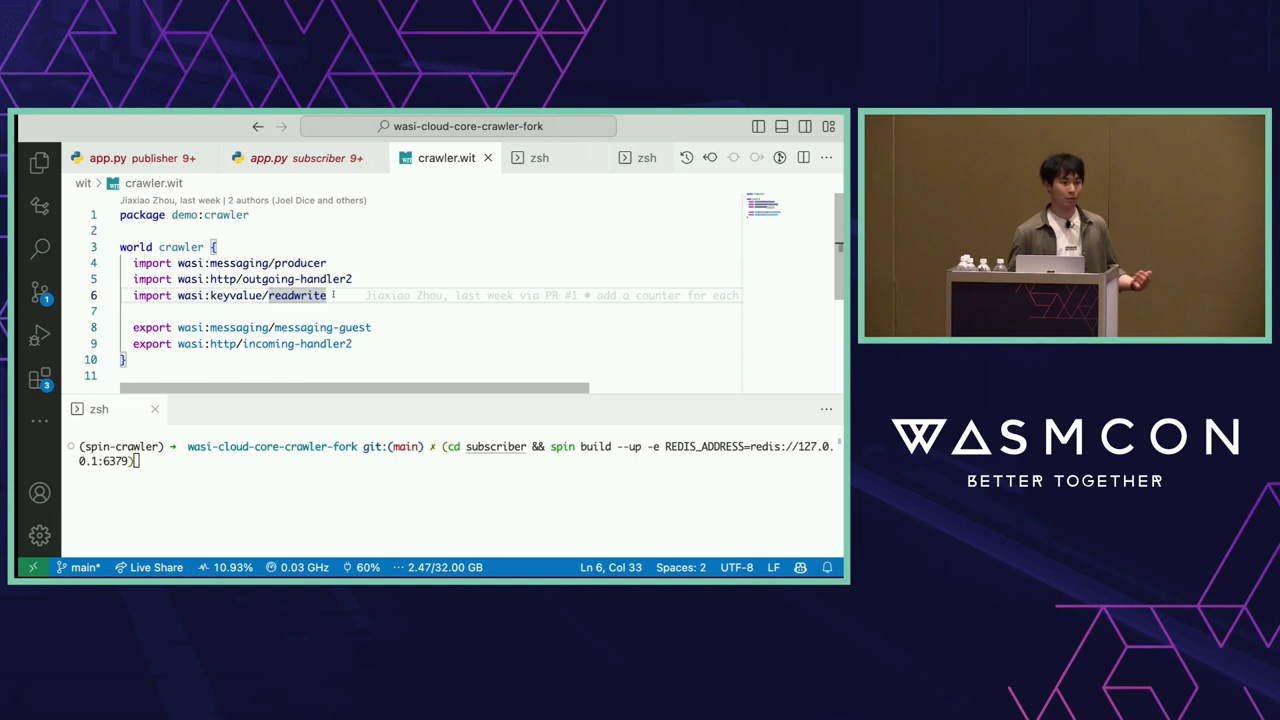 wasi-cloud-core-crawler-fork
app.py publisher 9+
app.py subscriber 9+
crawler.wit
zsh
zsh
wit > crawler.wit
Jiaxiao Zhou, last week | 2 authors (Joel Dice and others)
1 package demo:crawler
2
3 world crawler {
4 import wasi:messaging/producer
5 import wasi:http/outgoing-handler2
6 import wasi:keyvalue/readwrite Jiaxiao Zhou, last week via PR #1 • add a counter for each
7
8 export wasi:messaging/messaging-guest
9 export wasi:http/incoming-handler2
10 }
11
1
3
zsh
(spin-crawler) → wasi-cloud-core-crawler-fork git:(main) ✗ (cd subscriber && spin build --up -e REDIS_ADDRESS=redis://127.0.
0.1:6379)
main* Live Share 10.93% 0.03 GHz 60% 2.47/32.00 GB Ln 6, Col 33 Spaces: 2 UTF-8 LF
WASMCON
BETTER TOGETHER